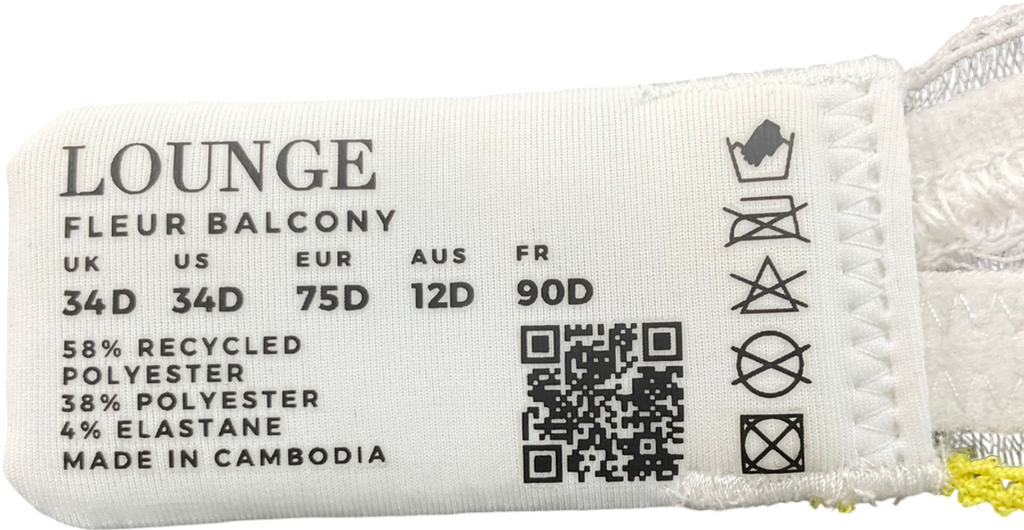 LOUNGE
FLEUR BALCONY
UK US EUR AUS FR
34D 34D 75D 12D 90D
58% RECYCLED
POLYESTER
38% POLYESTER
4% ELASTANE
MADE IN CAMBODIA